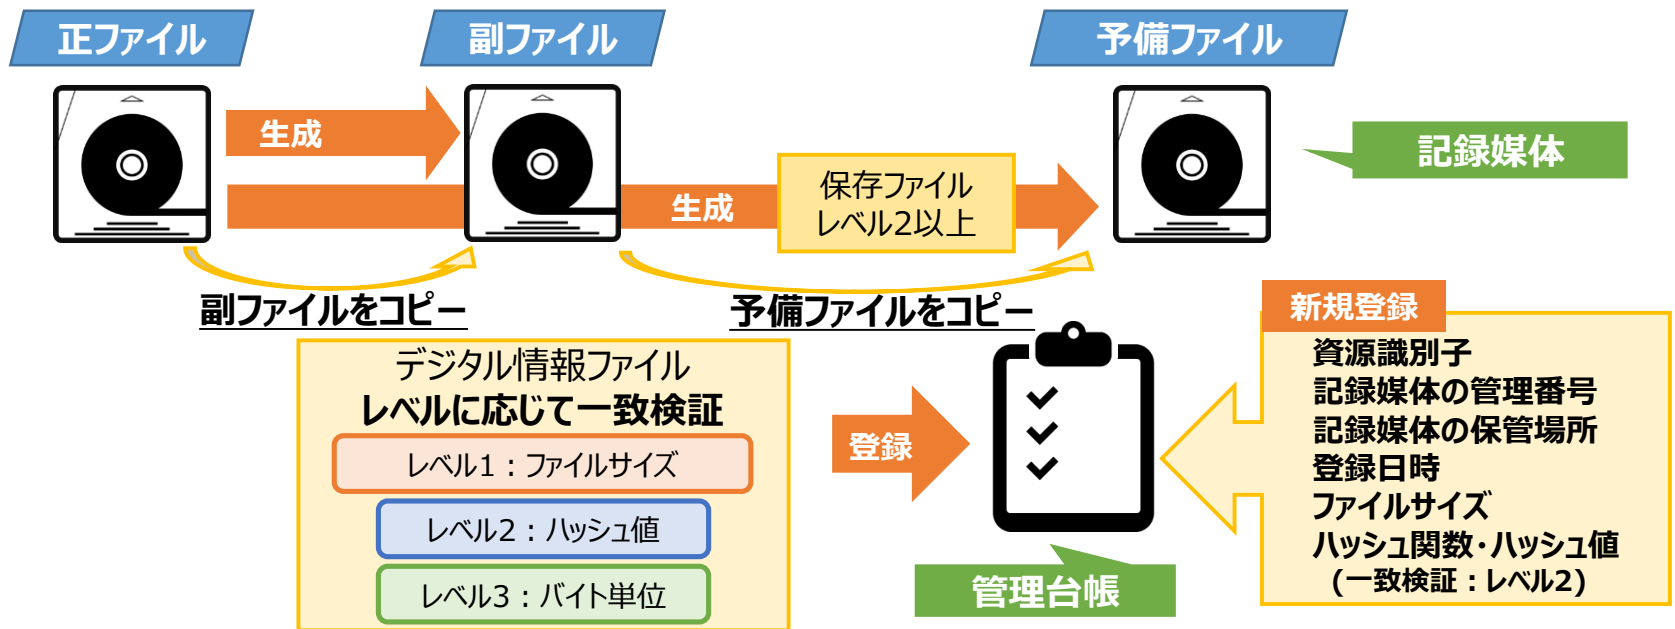 正ファイル
副ファイル
予備ファイル
生成
記録媒体
生成
保存ファイル
レベル2以上
副ファイルをコピー
予備ファイルをコピー
デジタル情報ファイル
レベルに応じて一致検証
レベル1：ファイルサイズ
レベル2：ハッシュ値
レベル3：バイト単位
登録
管理台帳
新規登録
資源識別子
記録媒体の管理番号
記録媒体の保管場所
登録日時
ファイルサイズ
ハッシュ関数・ハッシュ値
(一致検証：レベル2)